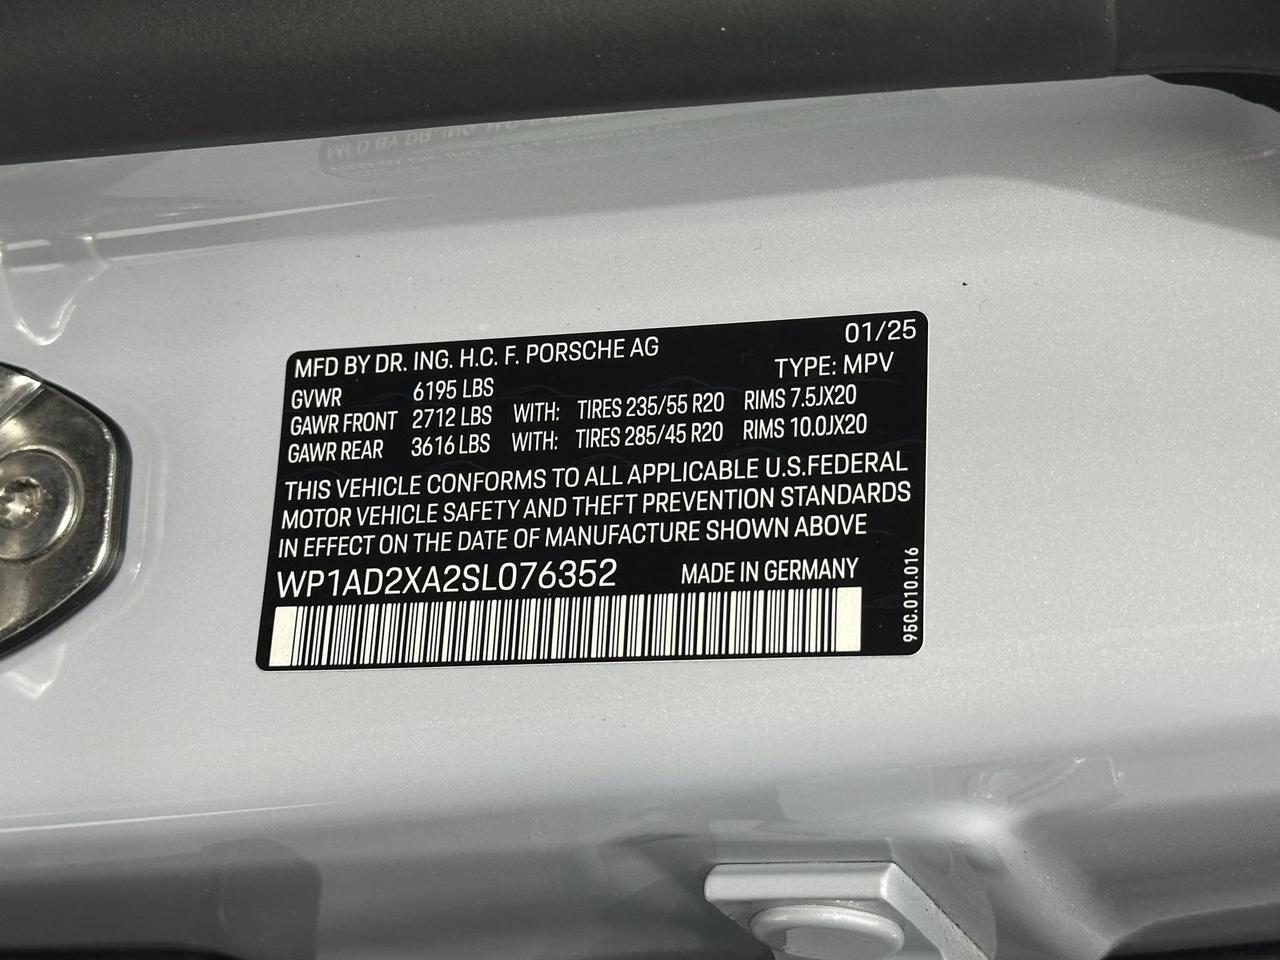 MFD BY DR. ING. H.C. F. PORSCHE AG 01/25
TYPE: MPV
GVWR 6195 LBS
GAWR FRONT 2712 LBS WITH: TIRES 235/55 R20 RIMS 7.5JX20
GAWR REAR 3616 LBS WITH: TIRES 285/45 R20 RIMS 10.0JX20
THIS VEHICLE CONFORMS TO ALL APPLICABLE U.S.FEDERAL
MOTOR VEHICLE SAFETY AND THEFT PREVENTION STANDARDS
IN EFFECT ON THE DATE OF MANUFACTURE SHOWN ABOVE
WP1AD2XA2SL076352 MADE IN GERMANY
95C.010.016